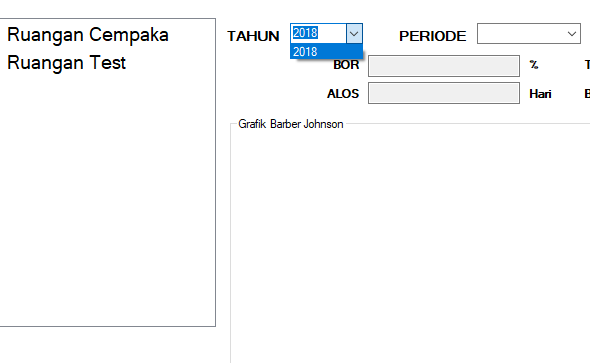 Ruangan Cempaka
Ruangan Test
TAHUN 2018 PERIODE
2018
BOR %
ALOS Hari
Grafik Barber Johnson